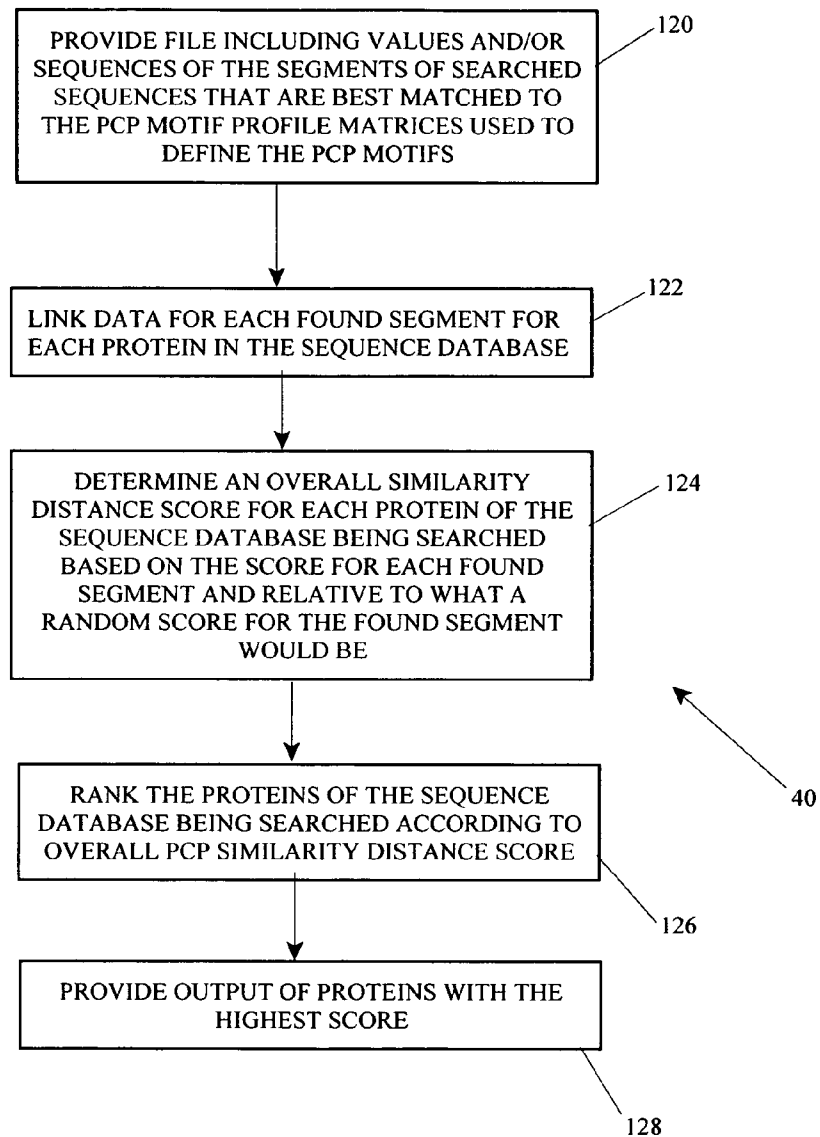 PROVIDE FILE INCLUDING VALUES AND/OR
SEQUENCES OF THE SEGMENTS OF SEARCHED
SEQUENCES THAT ARE BEST MATCHED TO
THE PCP MOTIF PROFILE MATRICES USED TO
DEFINE THE PCP MOTIFS
120
LINK DATA FOR EACH FOUND SEGMENT FOR
EACH PROTEIN IN THE SEQUENCE DATABASE
122
DETERMINE AN OVERALL SIMILARITY
DISTANCE SCORE FOR EACH PROTEIN OF THE
SEQUENCE DATABASE BEING SEARCHED
BASED ON THE SCORE FOR EACH FOUND
SEGMENT AND RELATIVE TO WHAT A
RANDOM SCORE FOR THE FOUND SEGMENT
WOULD BE
124
40
RANK THE PROTEINS OF THE SEQUENCE
DATABASE BEING SEARCHED ACCORDING TO
OVERALL PCP SIMILARITY DISTANCE SCORE
126
PROVIDE OUTPUT OF PROTEINS WITH THE
HIGHEST SCORE
128